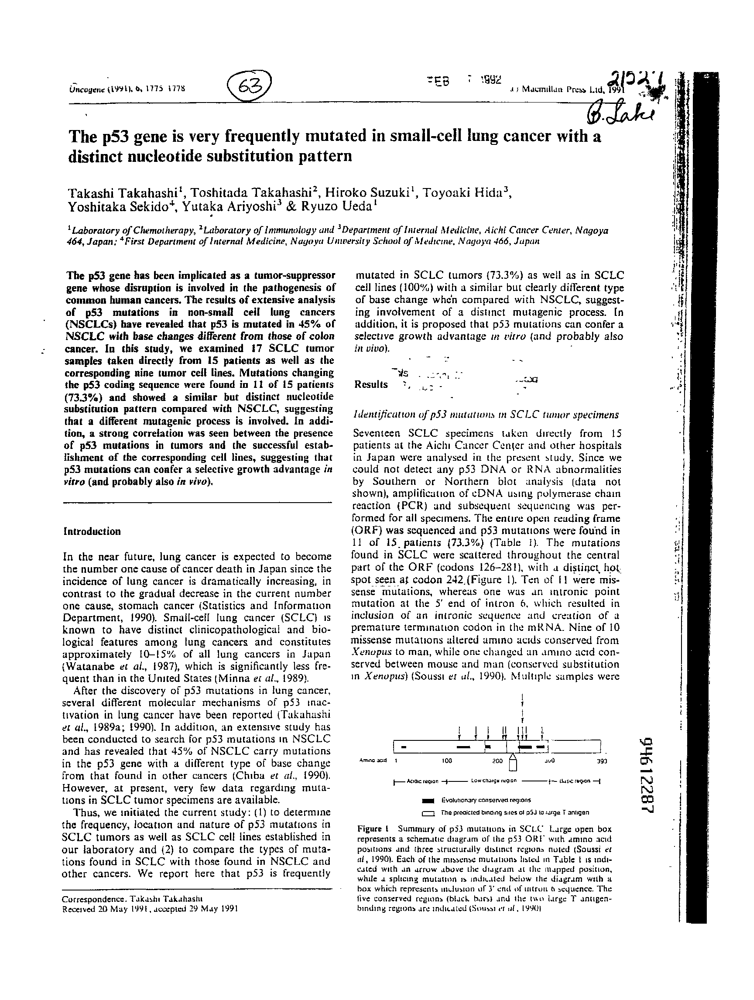 Oncogene (1991), 6, 1775-1778
63
FEB 7 1992
Macmillan Press Ltd, 1991
B. Lake
The p53 gene is very frequently mutated in small-cell lung cancer with a
distinct nucleotide substitution pattern
Takashi Takahashi1, Toshitada Takahashi2, Hiroko Suzuki1, Toyoaki Hida3,
Yoshitaka Sekido4, Yutaka Ariyoshi3 & Ryuzo Ueda1
1Laboratory of Chemotherapy, 2Laboratory of Immunology and 3Department of Internal Medicine, Aichi Cancer Center, Nagoya
464, Japan; 4First Department of Internal Medicine, Nagoya University School of Medicine, Nagoya 466, Japan
The p53 gene has been implicated as a tumor-suppressor
gene whose disruption is involved in the pathogenesis of
common human cancers. The results of extensive analysis
of p53 mutations in non-small cell lung cancers
(NSCLCs) have revealed that p53 is mutated in 45% of
NSCLC with base changes different from those of colon
cancer. In this study, we examined 17 SCLC tumor
samples taken directly from 15 patients as well as the
corresponding nine tumor cell lines. Mutations changing
the p53 coding sequence were found in 11 of 15 patients
(73.3%) and showed a similar but distinct nucleotide
substitution pattern compared with NSCLC, suggesting
that a different mutagenic process is involved. In addi-
tion, a strong correlation was seen between the presence
of p53 mutations in tumors and the successful estab-
lishment of the corresponding cell lines, suggesting that
p53 mutations can confer a selective growth advantage in
vitro (and probably also in vivo).
Introduction
In the near future, lung cancer is expected to become
the number one cause of cancer death in Japan since the
incidence of lung cancer is dramatically increasing, in
contrast to the gradual decrease in the current number
one cause, stomach cancer (Statistics and Information
Department, 1990). Small-cell lung cancer (SCLC) is
known to have distinct clinicopathological and bio-
logical features among lung cancers and constitutes
approximately 10–15% of all lung cancers in Japan
(Watanabe et al., 1987), which is significantly less fre-
quent than in the United States (Minna et al., 1989).
After the discovery of p53 mutations in lung cancer,
several different molecular mechanisms of p53 inac-
tivation in lung cancer have been reported (Takahashi
et al., 1989a; 1990). In addition, an extensive study has
been conducted to search for p53 mutations in NSCLC
and has revealed that 45% of NSCLC carry mutations
in the p53 gene with a different type of base change
from that found in other cancers (Chiba et al., 1990).
However, at present, very few data regarding muta-
tions in SCLC tumor specimens are available.
Thus, we initiated the current study: (1) to determine
the frequency, location and nature of p53 mutations in
SCLC tumors as well as SCLC cell lines established in
our laboratory and (2) to compare the types of muta-
tions found in SCLC with those found in NSCLC and
other cancers. We report here that p53 is frequently
Correspondence. Takashi Takahashi
Received 20 May 1991, accepted 29 May 1991
mutated in SCLC tumors (73.3%) as well as in SCLC
cell lines (100%) with a similar but clearly different type
of base change when compared with NSCLC, suggest-
ing involvement of a distinct mutagenic process. In
addition, it is proposed that p53 mutations can confer a
selective growth advantage in vitro (and probably also
in vivo).
Results
Identification of p53 mutations in SCLC tumor specimens
Seventeen SCLC specimens taken directly from 15
patients at the Aichi Cancer Center and other hospitals
in Japan were analysed in the present study. Since we
could not detect any p53 DNA or RNA abnormalities
by Southern or Northern blot analysis (data not
shown), amplification of cDNA using polymerase chain
reaction (PCR) and subsequent sequencing was per-
formed for all specimens. The entire open reading frame
(ORF) was sequenced and p53 mutations were found in
11 of 15 patients (73.3%) (Table 1). The mutations
found in SCLC were scattered throughout the central
part of the ORF (codons 126–281), with a distinct hot
spot seen at codon 242 (Figure 1). Ten of 11 were mis-
sense mutations, whereas one was an intronic point
mutation at the 5' end of intron 6, which resulted in
inclusion of an intronic sequence and creation of a
premature termination codon in the mRNA. Nine of 10
missense mutations altered amino acids conserved from
Xenopus to man, while one changed an amino acid con-
served between mouse and man (conserved substitution
in Xenopus) (Soussi et al., 1990). Multiple samples were
Amino acid 1 100 200 300 393
Acidic region Low charge region Basic region
Evolutionary conserved regions
The predicted binding sites of p53 to large T antigen
Figure 1 Summary of p53 mutations in SCLC Large open box
represents a schematic diagram of the p53 ORF with amino acid
positions and three structurally distinct regions noted (Soussi et
al, 1990). Each of the missense mutations listed in Table 1 is indi-
cated with an arrow above the diagram at the mapped position,
while a splicing mutation is indicated below the diagram with a
box which represents inclusion of 3' end of intron 6 sequence. The
five conserved regions (black bars) and the two large T antigen-
binding regions are indicated (Soussi et al, 1990)
94612287